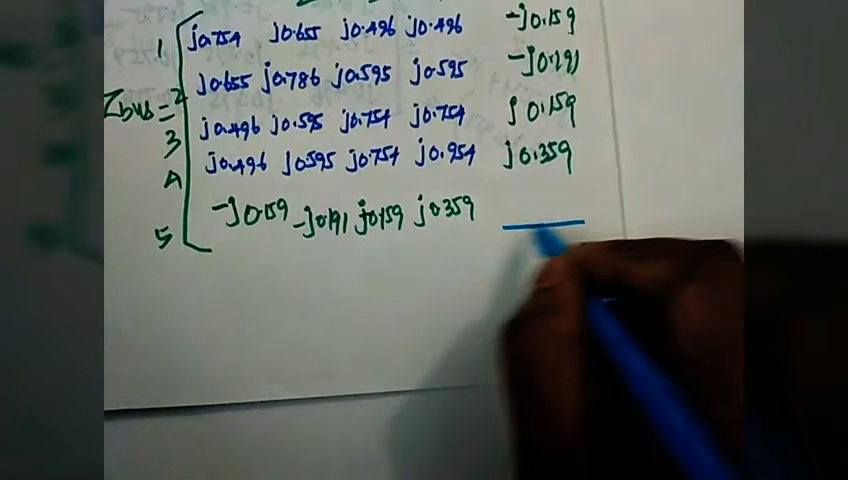 1 j0.754 j0.655 j0.496 j0.496 -j0.159
j0.655 j0.786 j0.595 j0.595 -j0.191
Zbus = 2
j0.496 j0.595 j0.754 j0.754 j0.159
3
4 j0.496 j0.595 j0.754 j0.954 j0.359
5 -j0.159 -j0.191 j0.159 j0.359